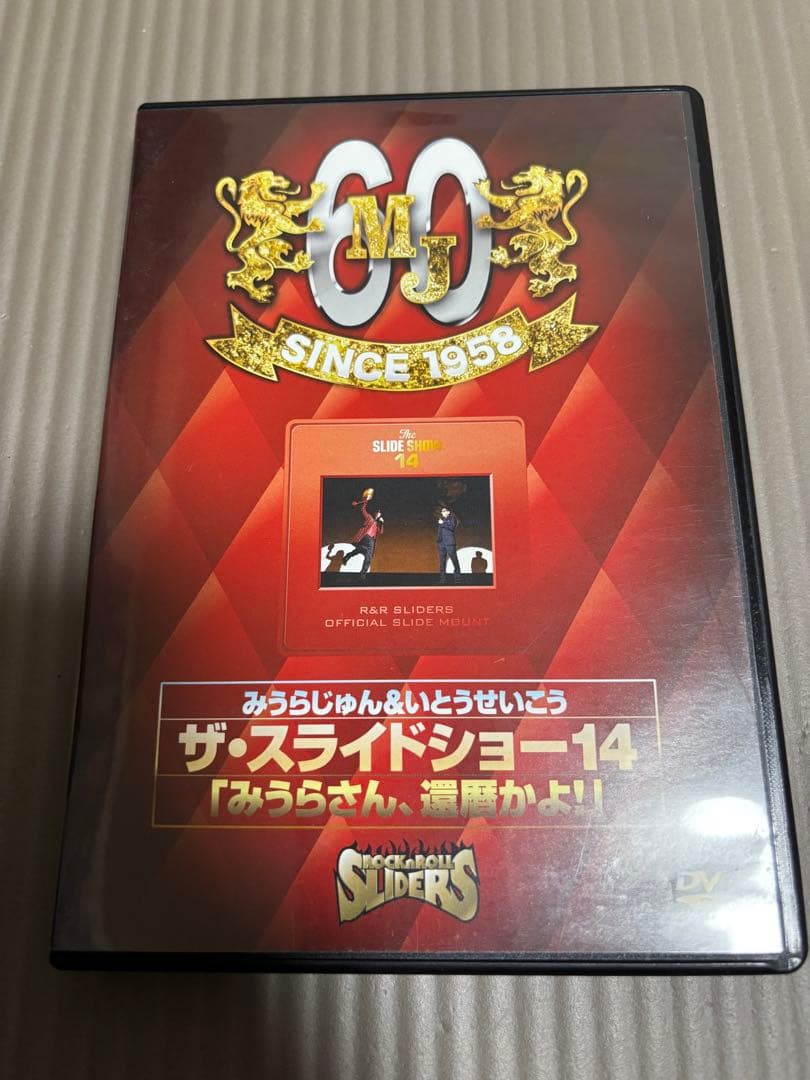 60
MJ
SINCE 1958
The
SLIDE SHOW
14
R&R SLIDERS
OFFICIAL SLIDE MOUNT
みうらじゅん&いとうせいこう
ザ・スライドショー14
「みうらさん、還暦かよ!」
ROCK'N'ROLL
SLIDERS